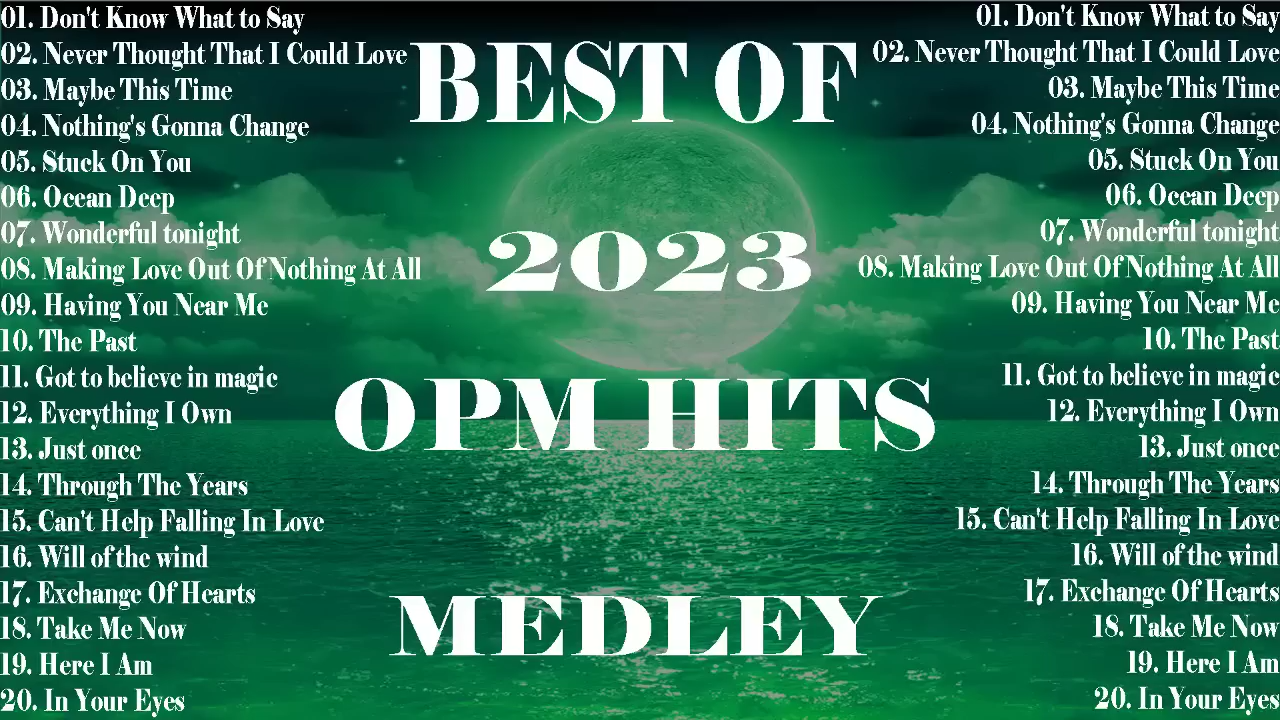 01. Don't Know What to Say
02. Never Thought That I Could Love
03. Maybe This Time
04. Nothing's Gonna Change
05. Stuck On You
06. Ocean Deep
07. Wonderful tonight
08. Making Love Out Of Nothing At All
09. Having You Near Me
10. The Past
11. Got to believe in magic
12. Everything I Own
13. Just once
14. Through The Years
15. Can't Help Falling In Love
16. Will of the wind
17. Exchange Of Hearts
18. Take Me Now
19. Here I Am
20. In Your Eyes
BEST OF
2023
OPM HITS
MEDLEY
01. Don't Know What to Say
02. Never Thought That I Could Love
03. Maybe This Time
04. Nothing's Gonna Change
05. Stuck On You
06. Ocean Deep
07. Wonderful tonight
08. Making Love Out Of Nothing At All
09. Having You Near Me
10. The Past
11. Got to believe in magic
12. Everything I Own
13. Just once
14. Through The Years
15. Can't Help Falling In Love
16. Will of the wind
17. Exchange Of Hearts
18. Take Me Now
19. Here I Am
20. In Your Eyes